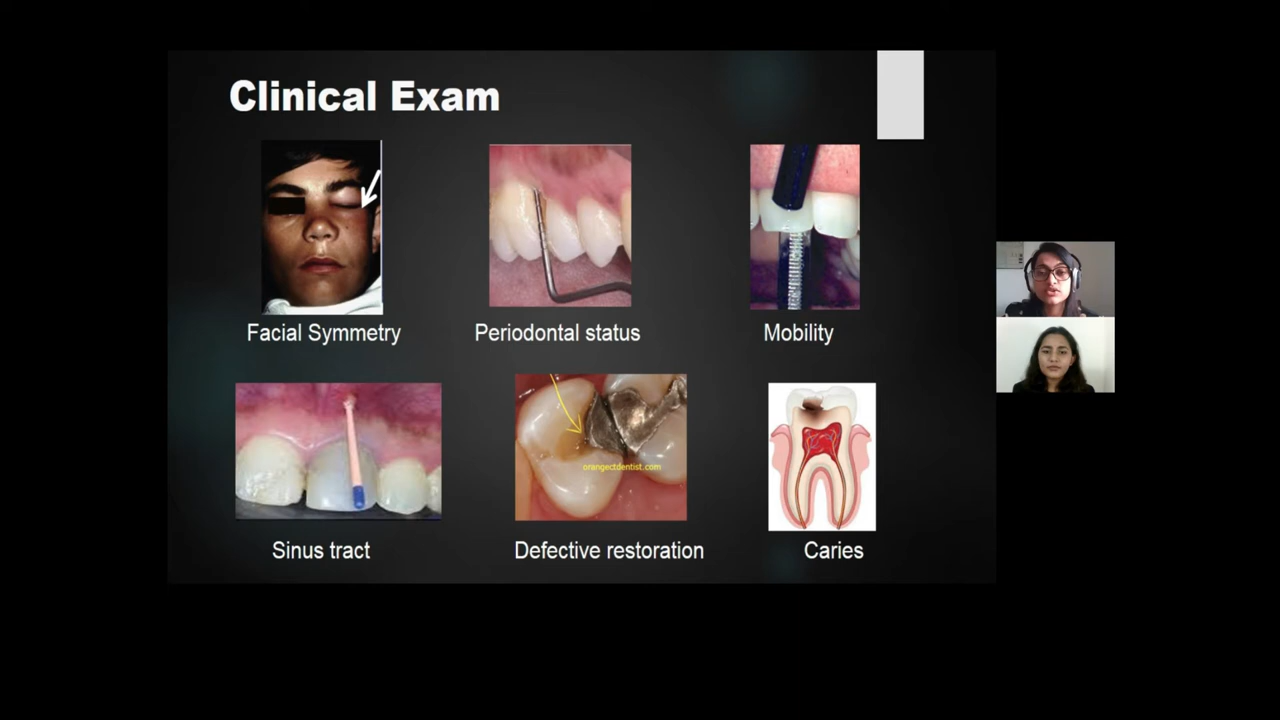 Clinical Exam
Facial Symmetry
Periodontal status
Mobility
orangectdentist.com
Sinus tract
Defective restoration
Caries